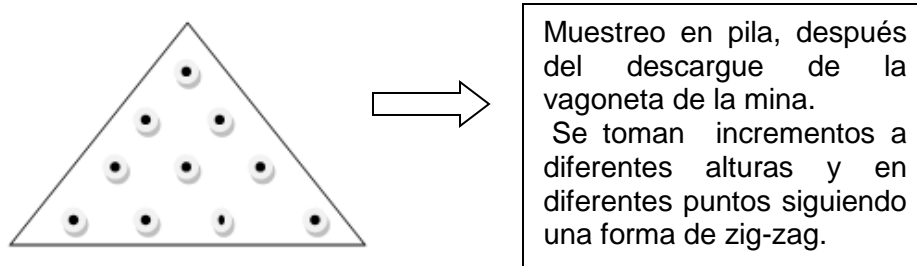 Muestreo en pila, después
del descargue de la
vagoneta de la mina.
Se toman incrementos a
diferentes alturas y en
diferentes puntos siguiendo
una forma de zig-zag.